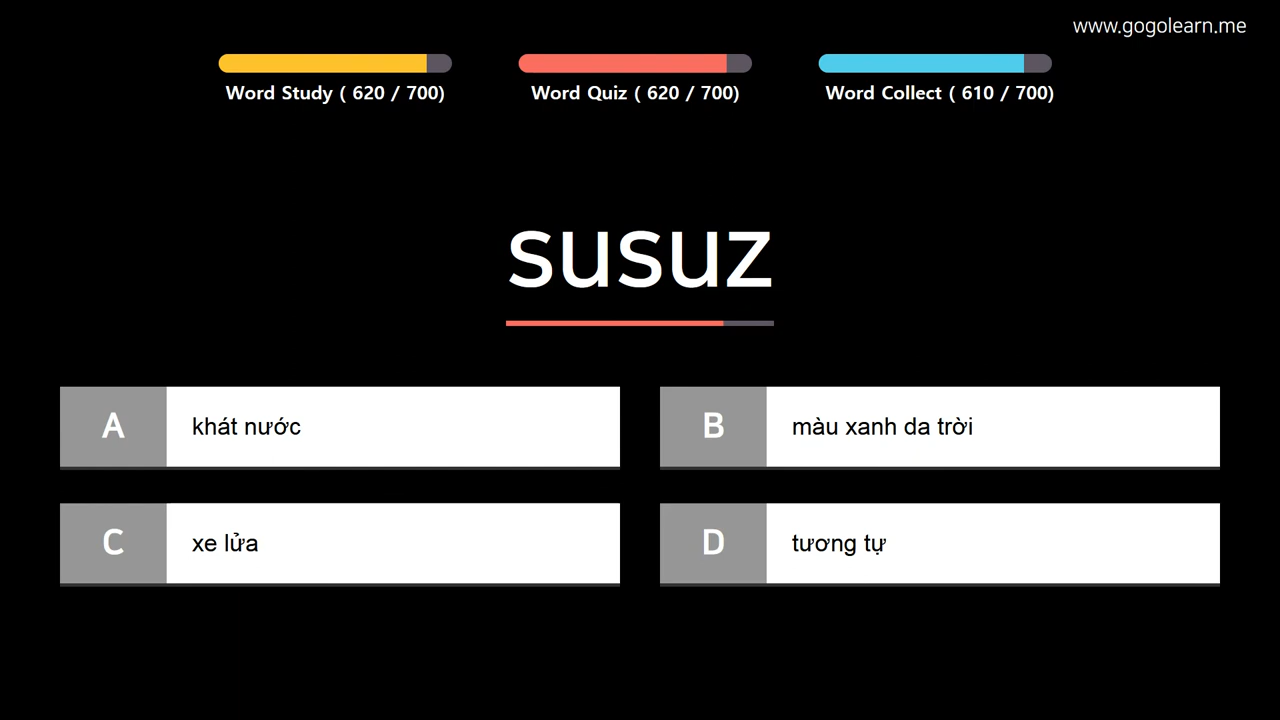 www.gogolearn.me
Word Study ( 620 / 700)
Word Quiz ( 620 / 700)
Word Collect ( 610 / 700)
susuz
A khát nước
B màu xanh da trời
C xe lửa
D tương tự